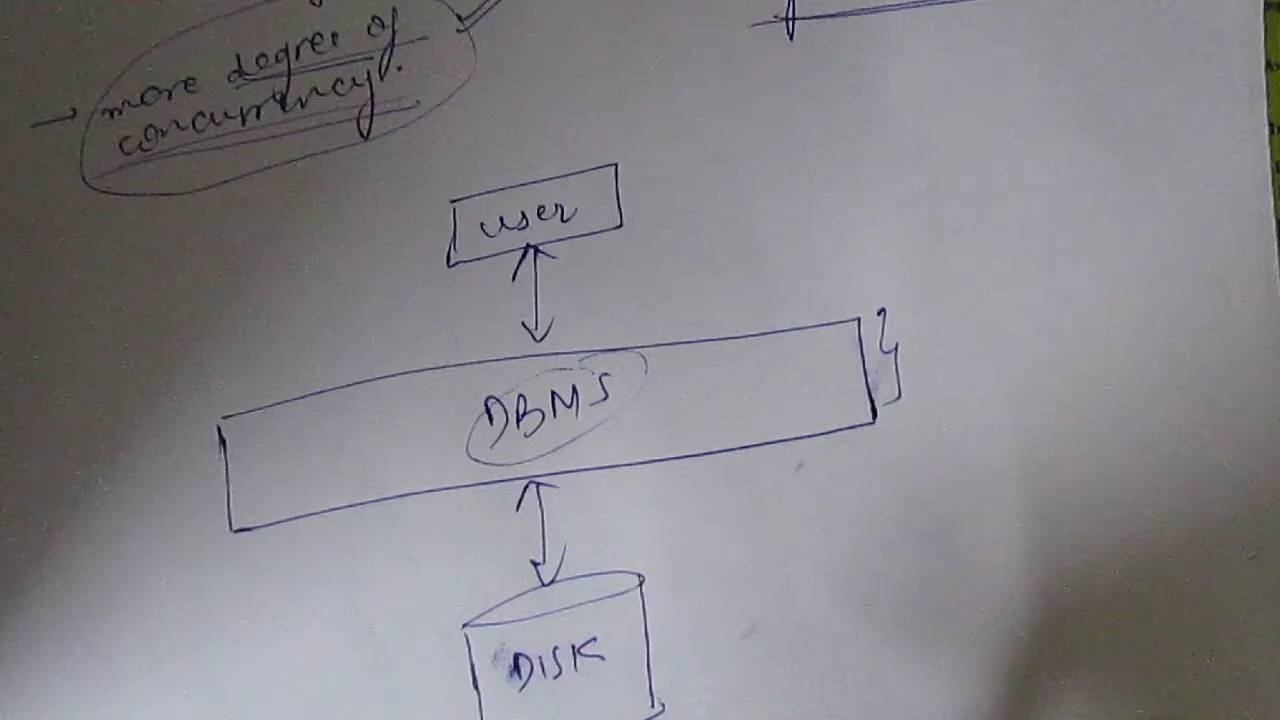 → more degree of
concurrency.
user
DBMS
DISK